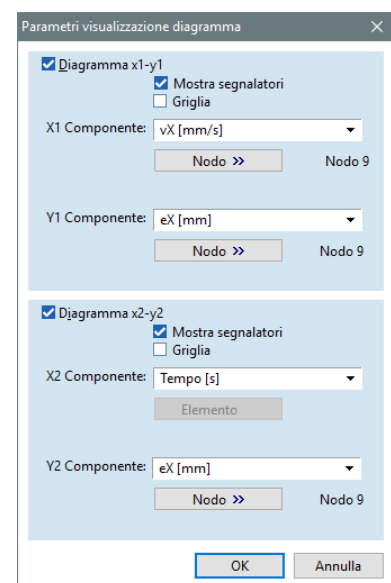 Parametri visualizzazione diagramma
Diagramma x1-y1
Mostra segnalatori
Griglia
X1 Componente: vX [mm/s]
Nodo >> Nodo 9
Y1 Componente: eX [mm]
Nodo >> Nodo 9
Diagramma x2-y2
Mostra segnalatori
Griglia
X2 Componente: Tempo [s]
Elemento
Y2 Componente: eX [mm]
Nodo >> Nodo 9
OK Annulla